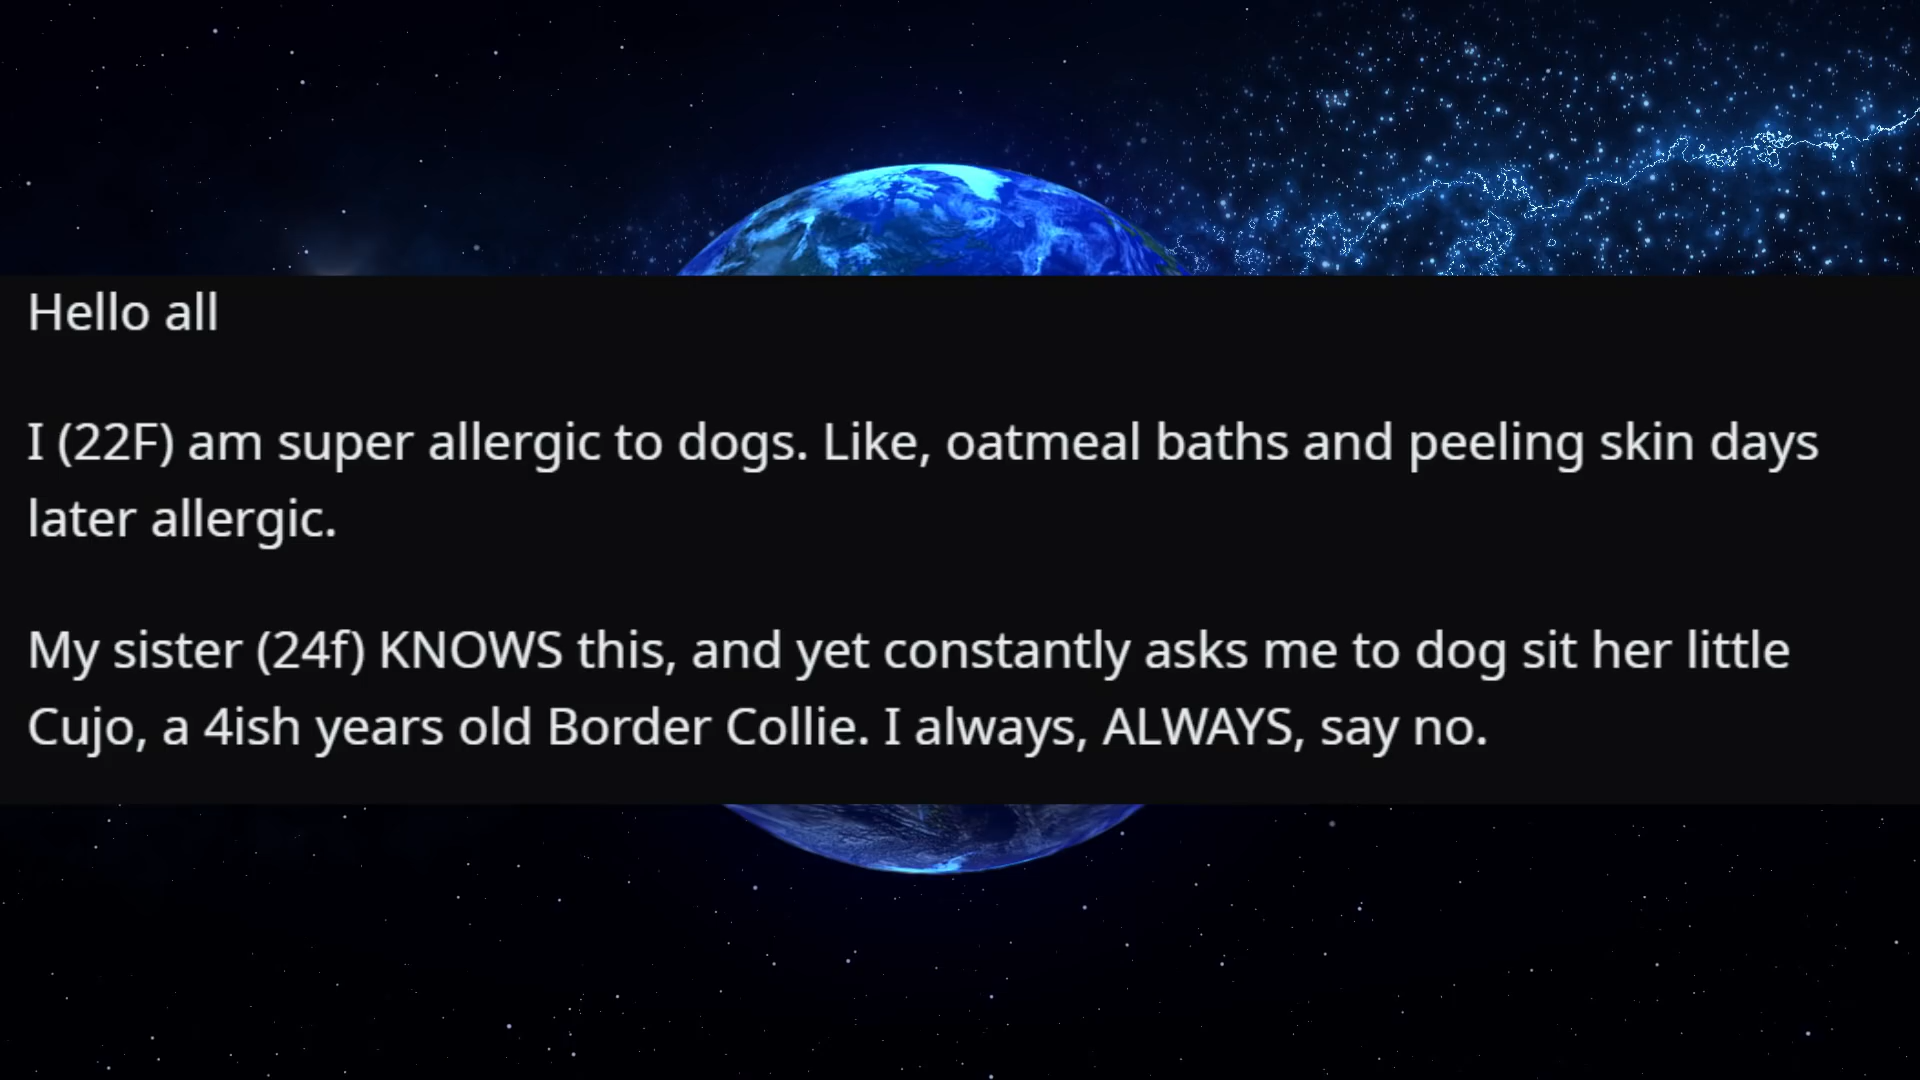 Hello all
I (22F) am super allergic to dogs. Like, oatmeal baths and peeling skin days
later allergic.
My sister (24f) KNOWS this, and yet constantly asks me to dog sit her little
Cujo, a 4ish years old Border Collie. I always, ALWAYS, say no.